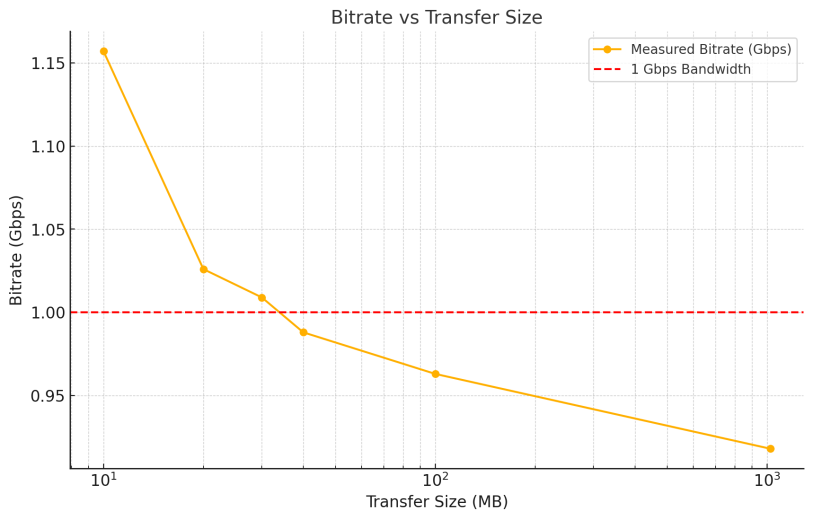 Bitrate vs Transfer Size
Measured Bitrate (Gbps)
1 Gbps Bandwidth
Bitrate (Gbps)
1.15
1.10
1.05
1.00
0.95
10¹
10²
10³
Transfer Size (MB)